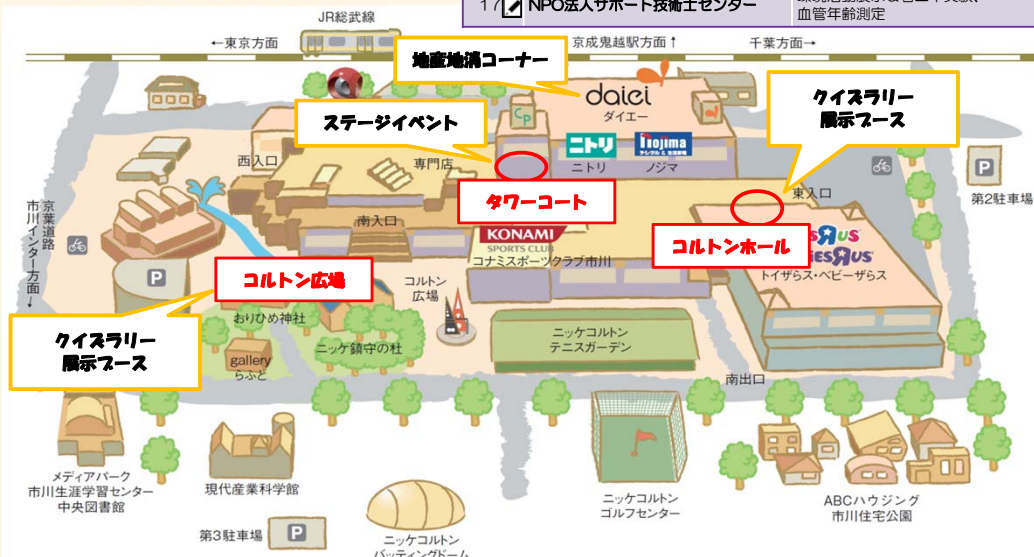 17 NPO法人サポート技術士センター
血管年齢測定
JR総武線
←東京方面
京成鬼越駅方面↑
千葉方面→
地産地消コーナー
daiei
ダイエー
クイズラリー
展示ブース
ステージイベント
CP
ニトリ
nojima
デジタル&生活家電
西入口
専門店
ニトリ
ノジマ
P
第2駐車場
東入口
タワーコート
京葉道路
市川インター方面→
南入口
KONAMI
SPORTS CLUB
コナミスポーツクラブ市川
コルトンホール
SRUS
IESRUS
トイザらス・ベビーザらス
P
コルトン広場
コルトン
広場
おりひめ神社
クイズラリー
展示ブース
ニッケ鎮守の杜
gallery
らふと
ニッケコルトン
テニスガーデン
南出口
メディアパーク
市川生涯学習センター
中央図書館
現代産業科学館
ニッケコルトン
ゴルフセンター
ABCハウジング
市川住宅公園
第3駐車場
P
ニッケコルトン
バッティングドーム